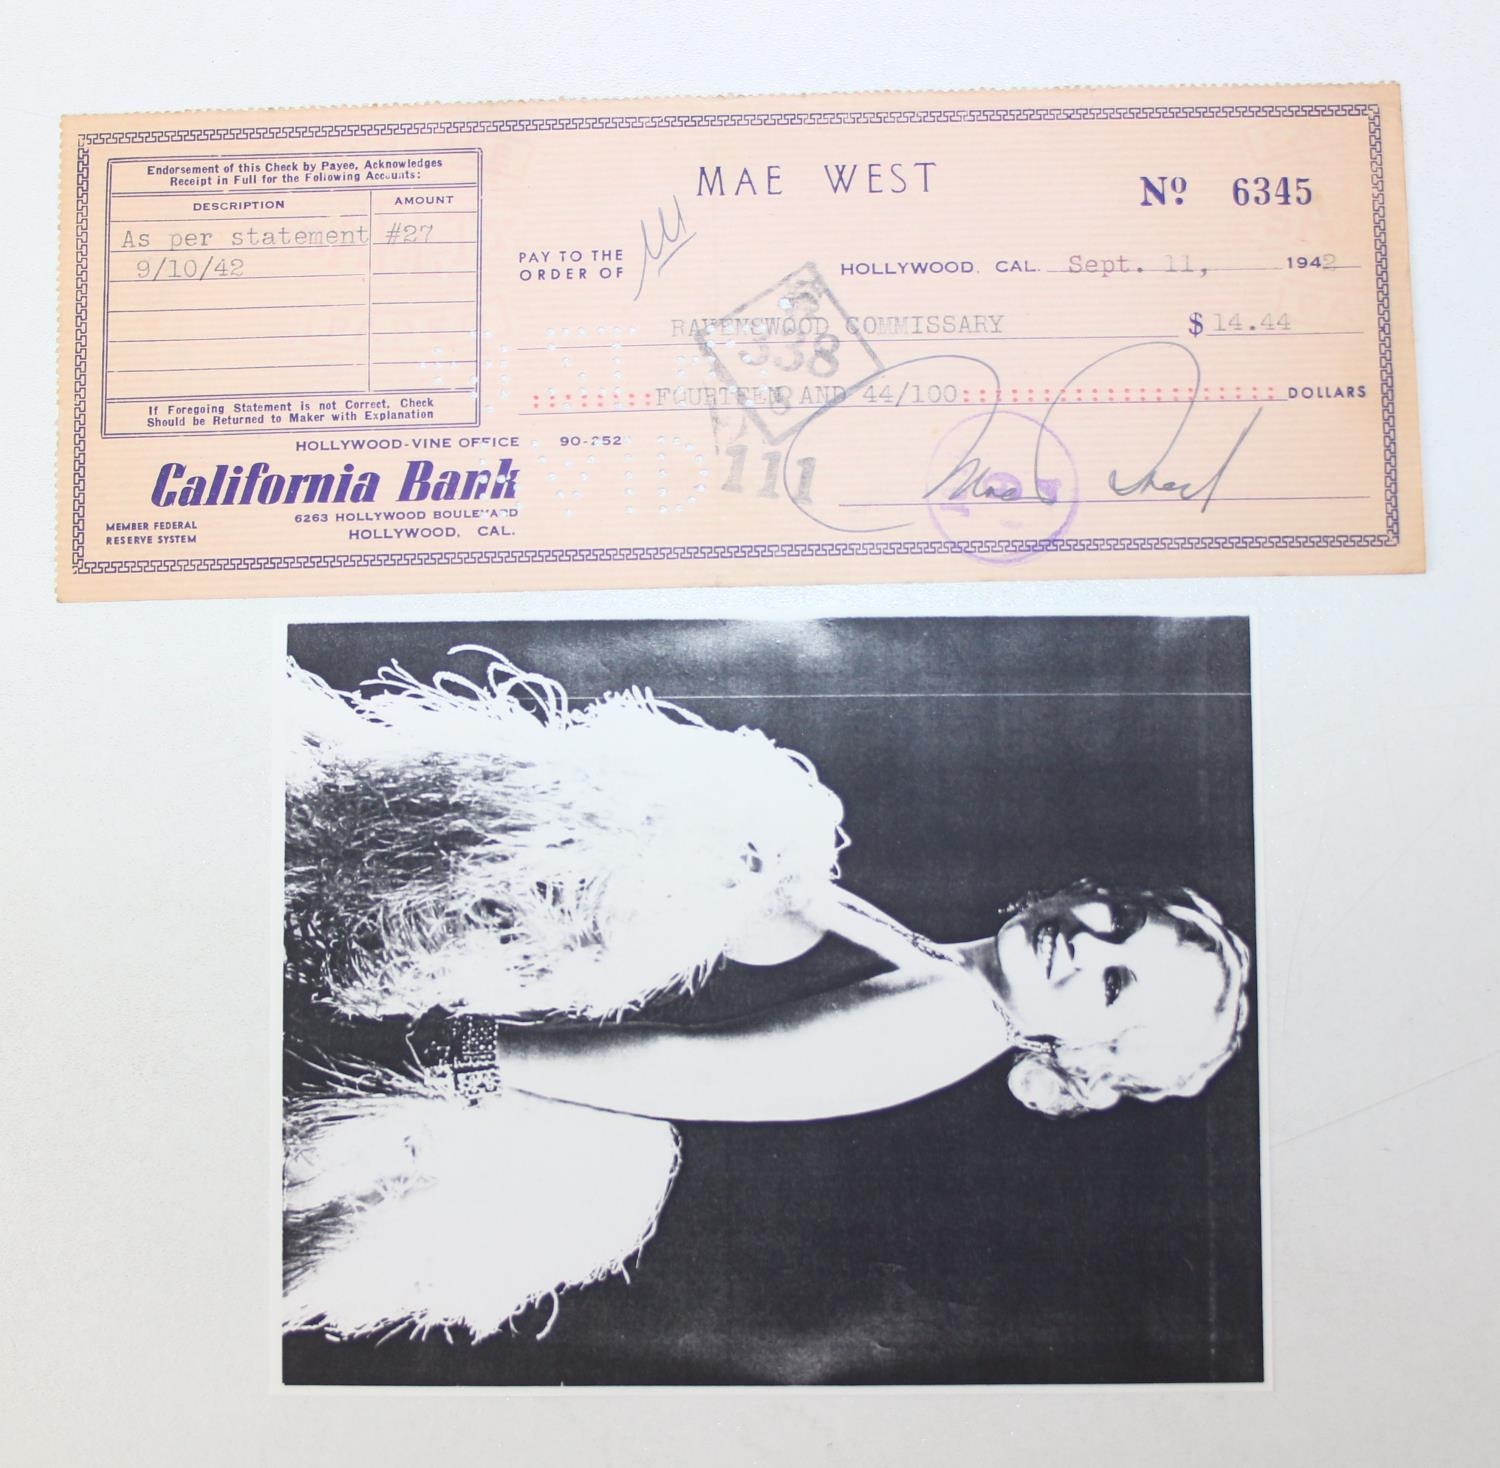 Endorsement of this Check by Payee, Acknowledges
Receipt in Full for the Following Accounts:
DESCRIPTION AMOUNT
As per statement #27
9/10/42
If Foregoing Statement is not Correct, Check
Should be Returned to Maker with Explanation
MAE WEST
Nº 6345
PAY TO THE
ORDER OF
HOLLYWOOD, CAL. Sept. 11, 1942
RAVENSWOOD COMMISSARY $ 14.44
FOURTEEN AND 44/100 DOLLARS
338
111
HOLLYWOOD-VINE OFFICE 90-252
California Bank
6263 HOLLYWOOD BOULEVARD
HOLLYWOOD, CAL.
MEMBER FEDERAL
RESERVE SYSTEM
Mae West